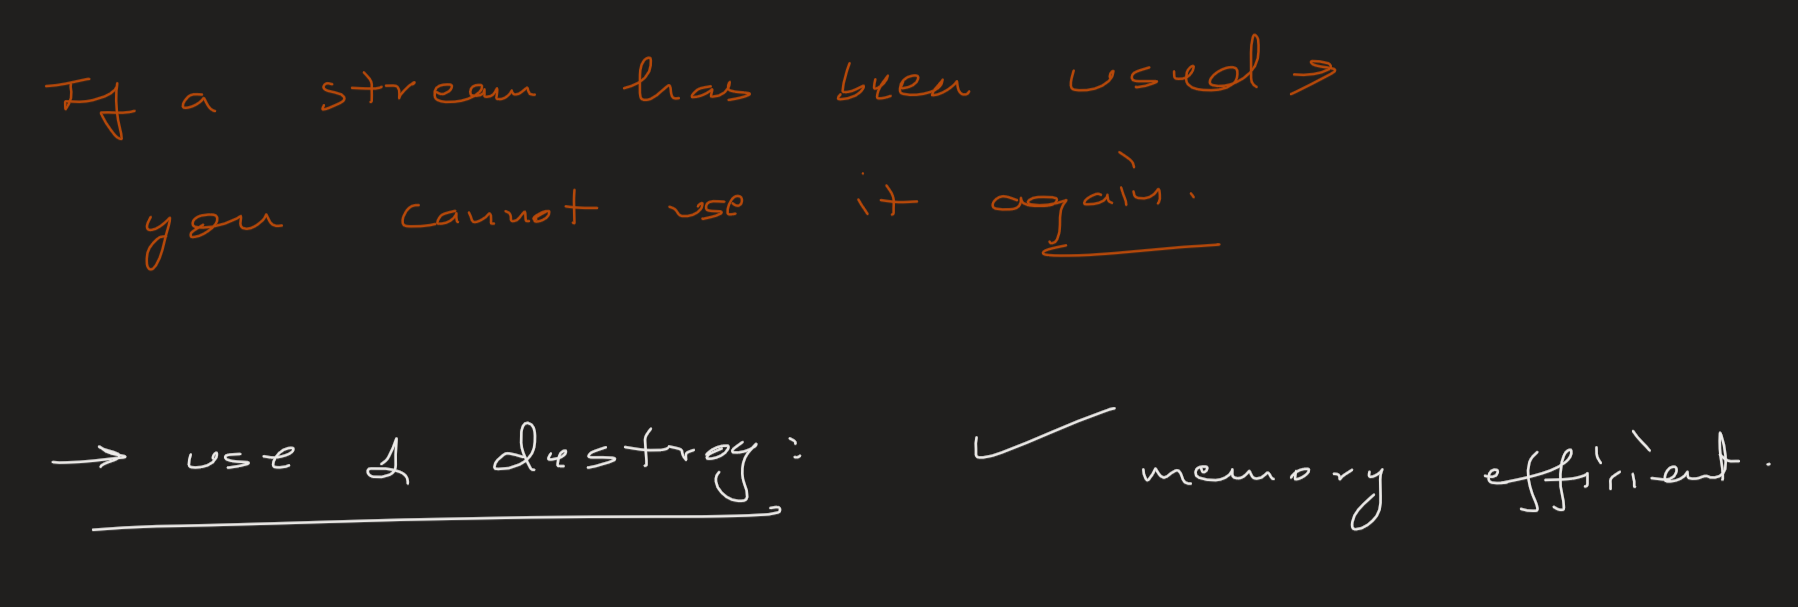 If a stream has been used →
you cannot use it again.
→ use & destroy: ✓ memory efficient.